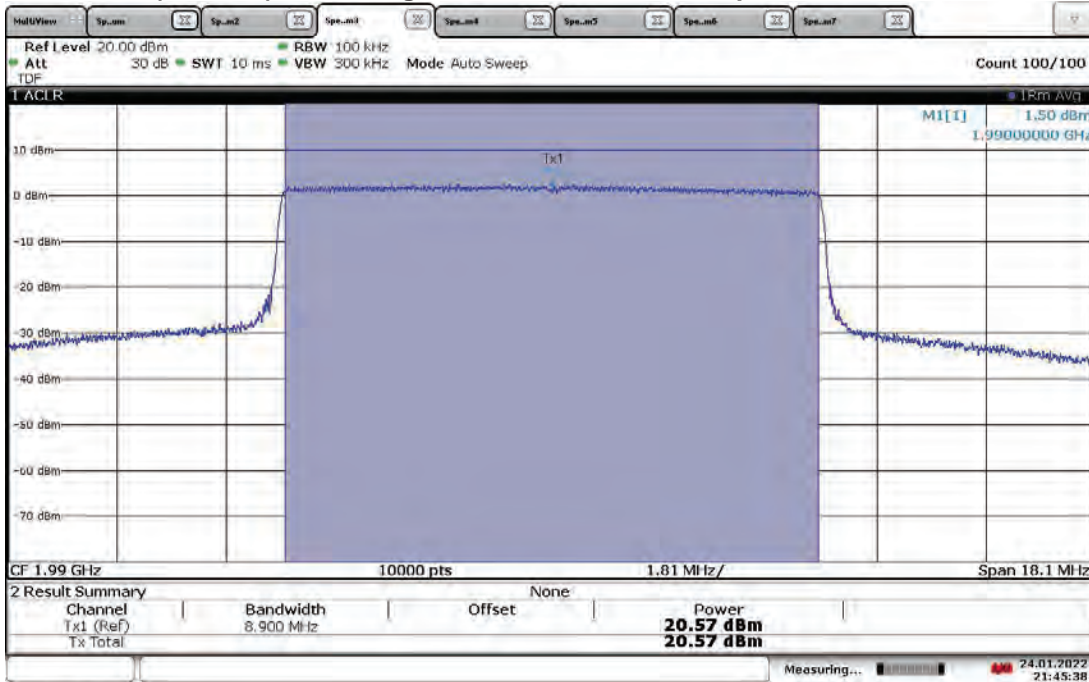 MultiView Sp..um Sp..m2 Spe..m3 Spe..m4 Spe..m5 Spe..m6 Spe..m7
Ref Level 20.00 dBm RBW 100 kHz
Att 30 dB SWT 10 ms VBW 300 kHz Mode Auto Sweep Count 100/100
TDF
1 ACLR 1Rm Avg
M1[1] 1.50 dBm
1.99000000 GHz
10 dBm
Tx1
0 dBm
-10 dBm
-20 dBm
-30 dBm
-40 dBm
-50 dBm
-60 dBm
-70 dBm
CF 1.99 GHz 10000 pts 1.81 MHz/ Span 18.1 MHz
2 Result Summary None
Channel Bandwidth Offset Power
Tx1 (Ref) 8.900 MHz 20.57 dBm
Tx Total 20.57 dBm
Measuring... 24.01.2022
21:45:38